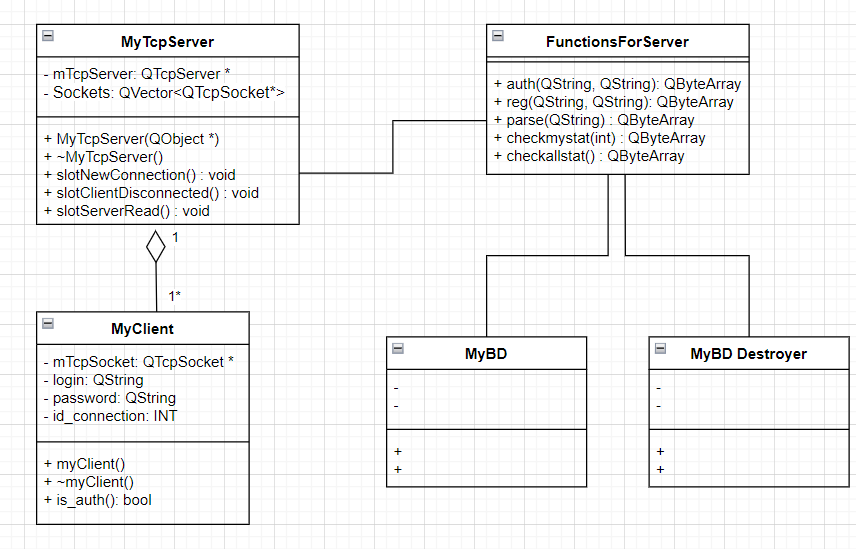 MyTcpServer
- mTcpServer: QTcpServer *
- Sockets: QVector<QTcpSocket*>
+ MyTcpServer(QObject *)
+ ~MyTcpServer()
+ slotNewConnection() : void
+ slotClientDisconnected() : void
+ slotServerRead() : void
FunctionsForServer
+ auth(QString, QString): QByteArray
+ reg(QString, QString): QByteArray
+ parse(QString) : QByteArray
+ checkmystat(int) : QByteArray
+ checkallstat() : QByteArray
1
1*
MyClient
- mTcpSocket: QTcpSocket *
- login: QString
- password: QString
- id_connection: INT
+ myClient()
+ ~myClient()
+ is_auth(): bool
MyBD
-
-
+
+
MyBD Destroyer
-
-
+
+